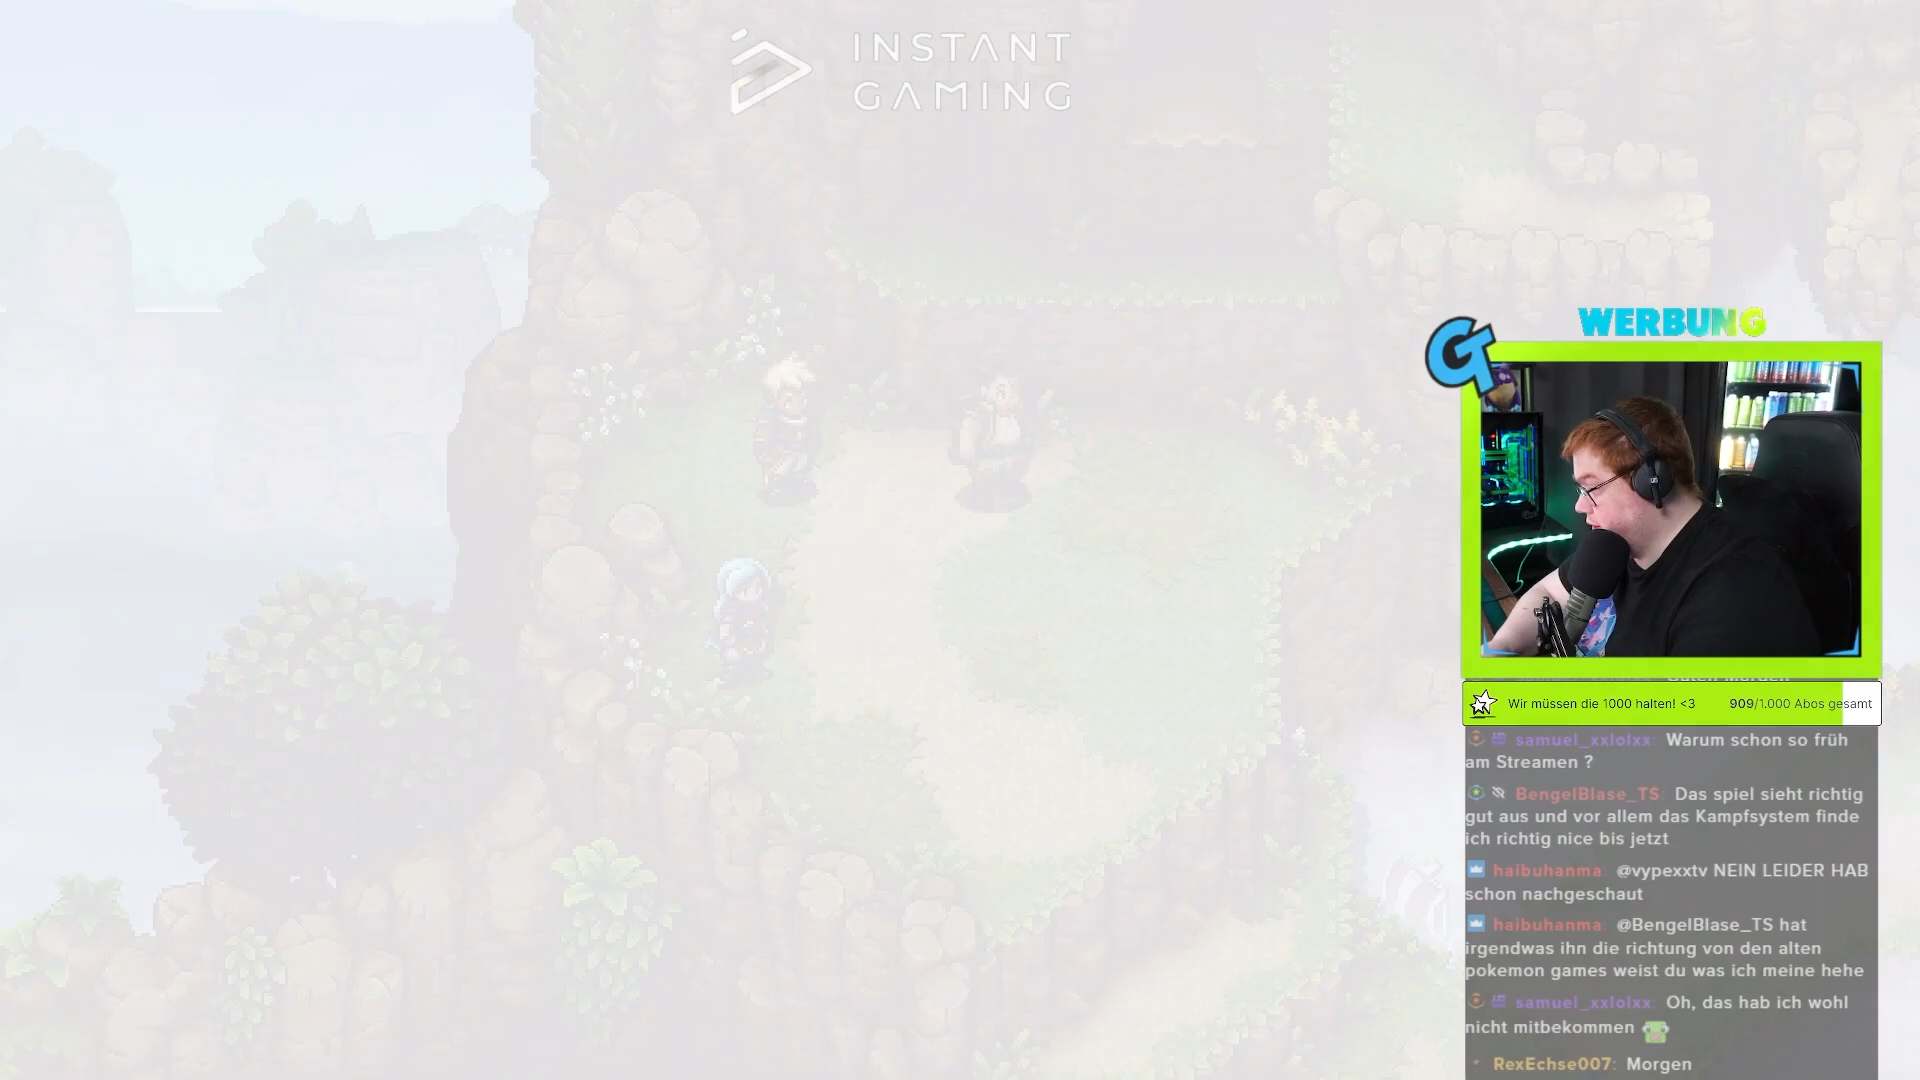 INSTANT
GAMING
WERBUNG
GT
Wir müssen die 1000 halten! <3 909/1.000 Abos gesamt
samuel_xxlolxx: Warum schon so früh
am Streamen ?
BengelBlase_TS: Das spiel sieht richtig
gut aus und vor allem das Kampfsystem finde
ich richtig nice bis jetzt
haibuhanma: @vypexxtv NEIN LEIDER HAB
schon nachgeschaut
haibuhanma: @BengelBlase_TS hat
irgendwas ihn die richtung von den alten
pokemon games weist du was ich meine hehe
samuel_xxlolxx: Oh, das hab ich wohl
nicht mitbekommen
RexEchse007: Morgen